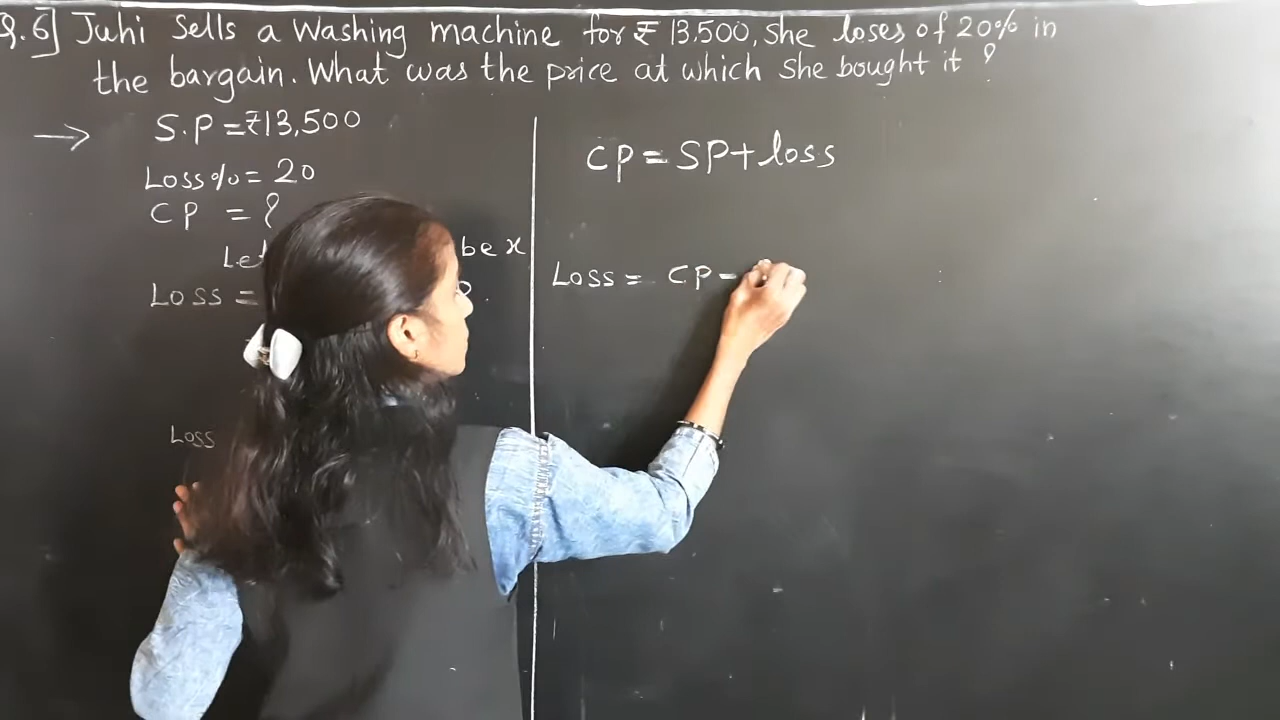 Q.6] Juhi Sells a Washing machine for ₹ 13,500, She loses of 20% in
the bargain. What was the price at which She bought it ?
→ S.P = ₹13,500
Loss% = 20
CP = ?
be x
Loss =
Loss
CP = SP + loss
Loss = CP -